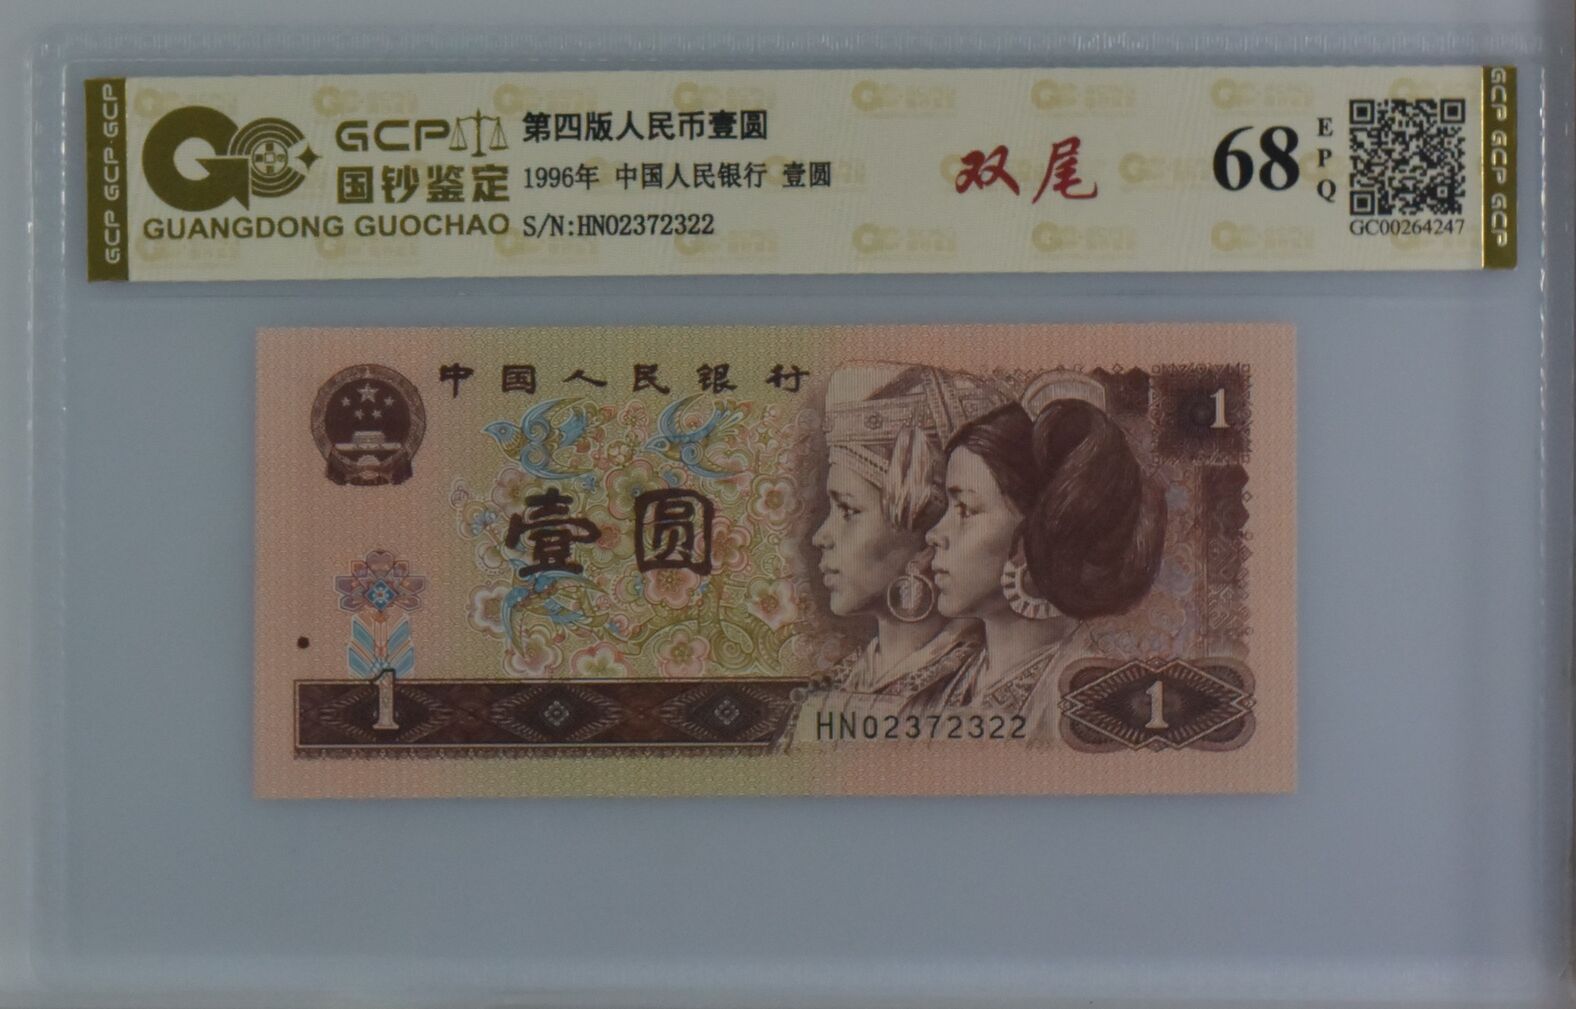 GCP GCP·GCP
GCP
国钞鉴定
GUANGDONG GUOCHAO
第四版人民币壹圆
1996年 中国人民银行 壹圆
S/N:HN02372322
双尾
68
EPQ
GC00264247
GCP GCP GCP
中国人民银行
1
壹圆
1
1
HN02372322